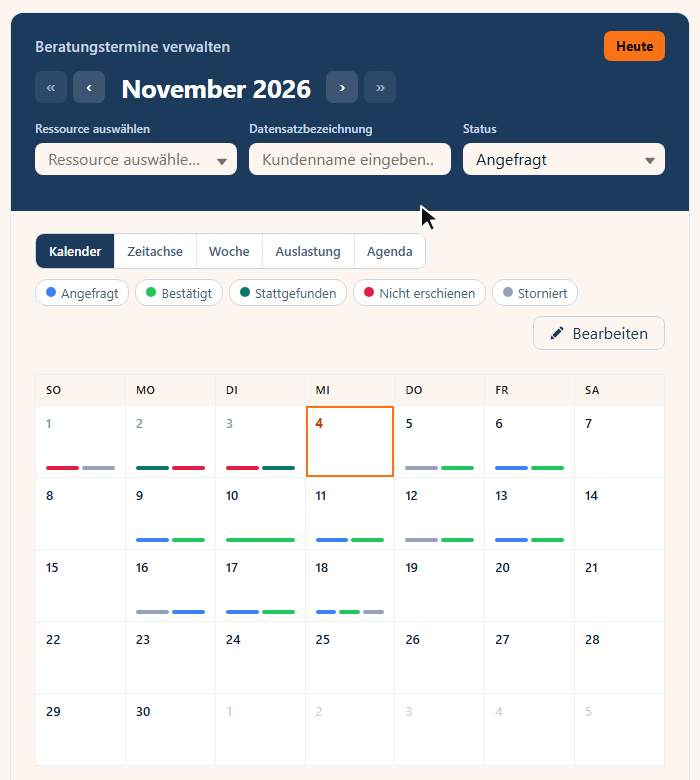 Beratungstermine verwalten
Heute
« ‹ November 2026 › »
Ressource auswählen Datensatzbezeichnung Status
Ressource auswähle... Kundenname eingeben.. Angefragt
Kalender Zeitachse Woche Auslastung Agenda
Angefragt Bestätigt Stattgefunden Nicht erschienen Storniert
Bearbeiten
SO MO DI MI DO FR SA
1 2 3 4 5 6 7
8 9 10 11 12 13 14
15 16 17 18 19 20 21
22 23 24 25 26 27 28
29 30 1 2 3 4 5